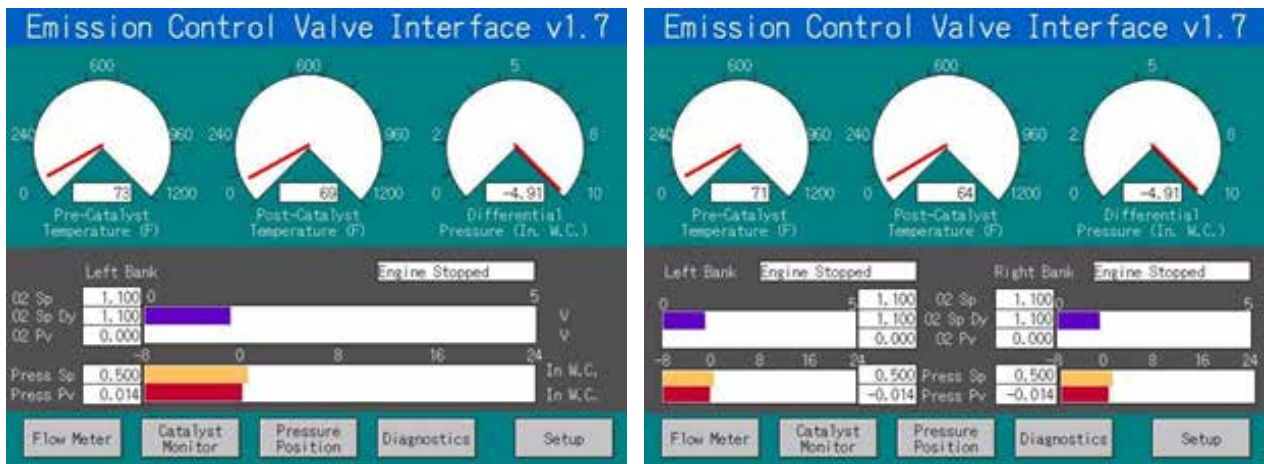 Emission Control Valve Interface v1.7
600 600 5
240 960 240 960 2 8
0 73 1200 0 69 1200 0 -4.91 10
Pre-Catalyst Post-Catalyst Differential
Temperature (F) Temperature (F) Pressure (In. W.C.)
Left Bank Engine Stopped
O2 Sp 1.100 0 5
O2 Sp Dy 1.100 V
O2 Pv 0.000 V
-8 0 8 16 24
Press Sp 0.500 In W.C.
Press Pv 0.014 In W.C.
Flow Meter Catalyst Monitor Pressure Position Diagnostics Setup
Emission Control Valve Interface v1.7
600 600 5
240 960 240 960 2 8
0 71 1200 0 64 1200 0 -4.91 10
Pre-Catalyst Post-Catalyst Differential
Temperature (F) Temperature (F) Pressure (In. W.C.)
Left Bank Engine Stopped Right Bank Engine Stopped
0 5 1.100 O2 Sp 1.100 0 5
1.100 O2 Sp Dy 1.100
0.000 O2 Pv 0.000
-8 0 8 16 24 -8 0 8 16 24
0.500 Press Sp 0.500
-0.014 Press Pv -0.014
Flow Meter Catalyst Monitor Pressure Position Diagnostics Setup